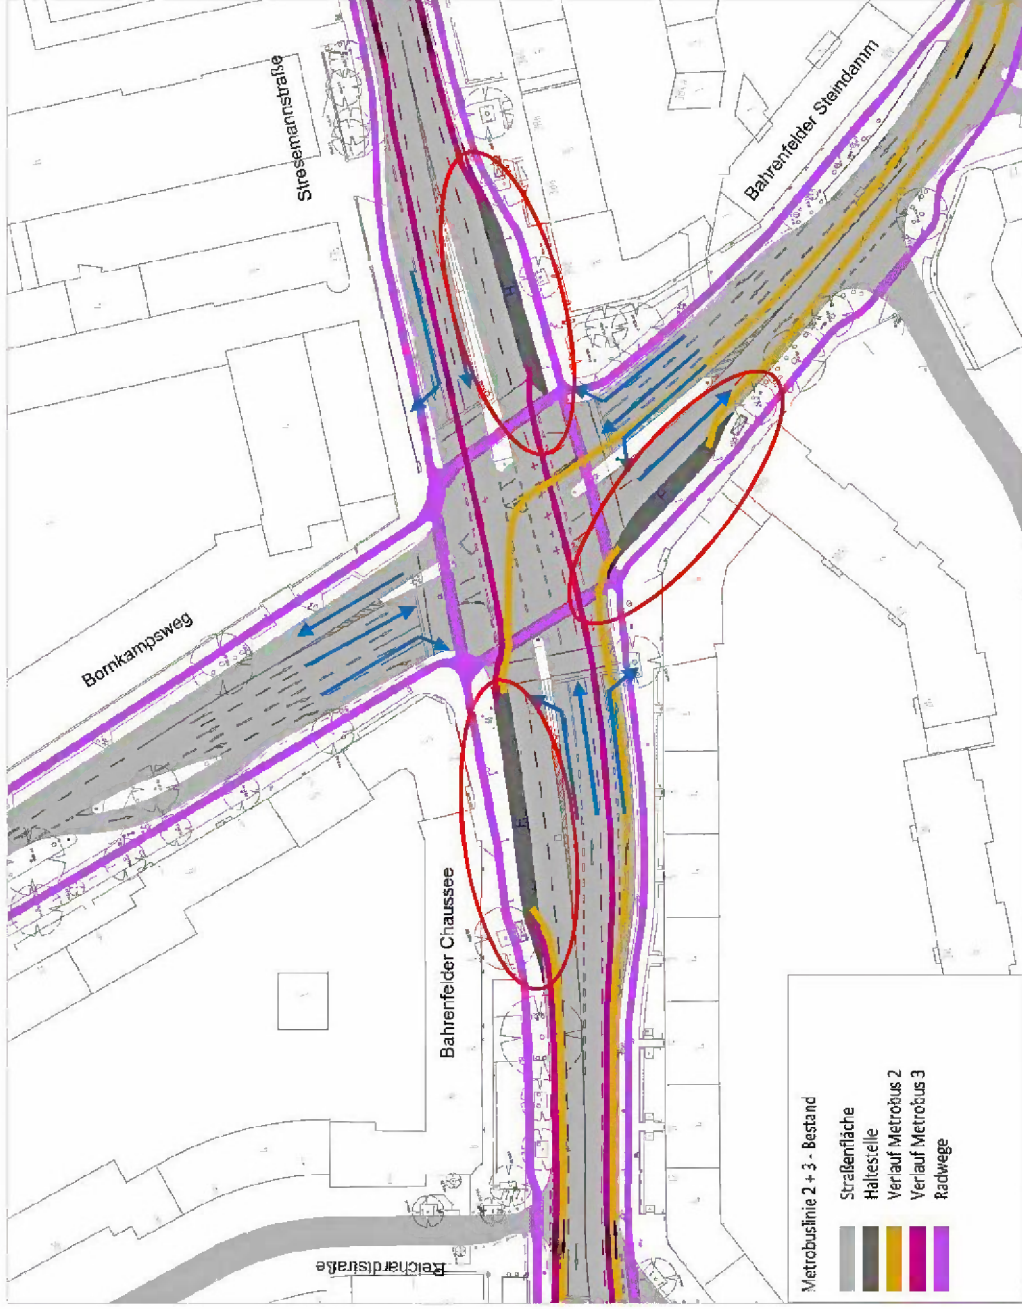 Stresemannstraße
Bahrenfelder Steindamm
Bornkampsweg
Bahrenfelder Chaussee
Reichardtstraße
Metrobuslinie 2 + 3 - Bestand
Straßenfläche
Haltestelle
Verlauf Metrobus 2
Verlauf Metrobus 3
Radwege